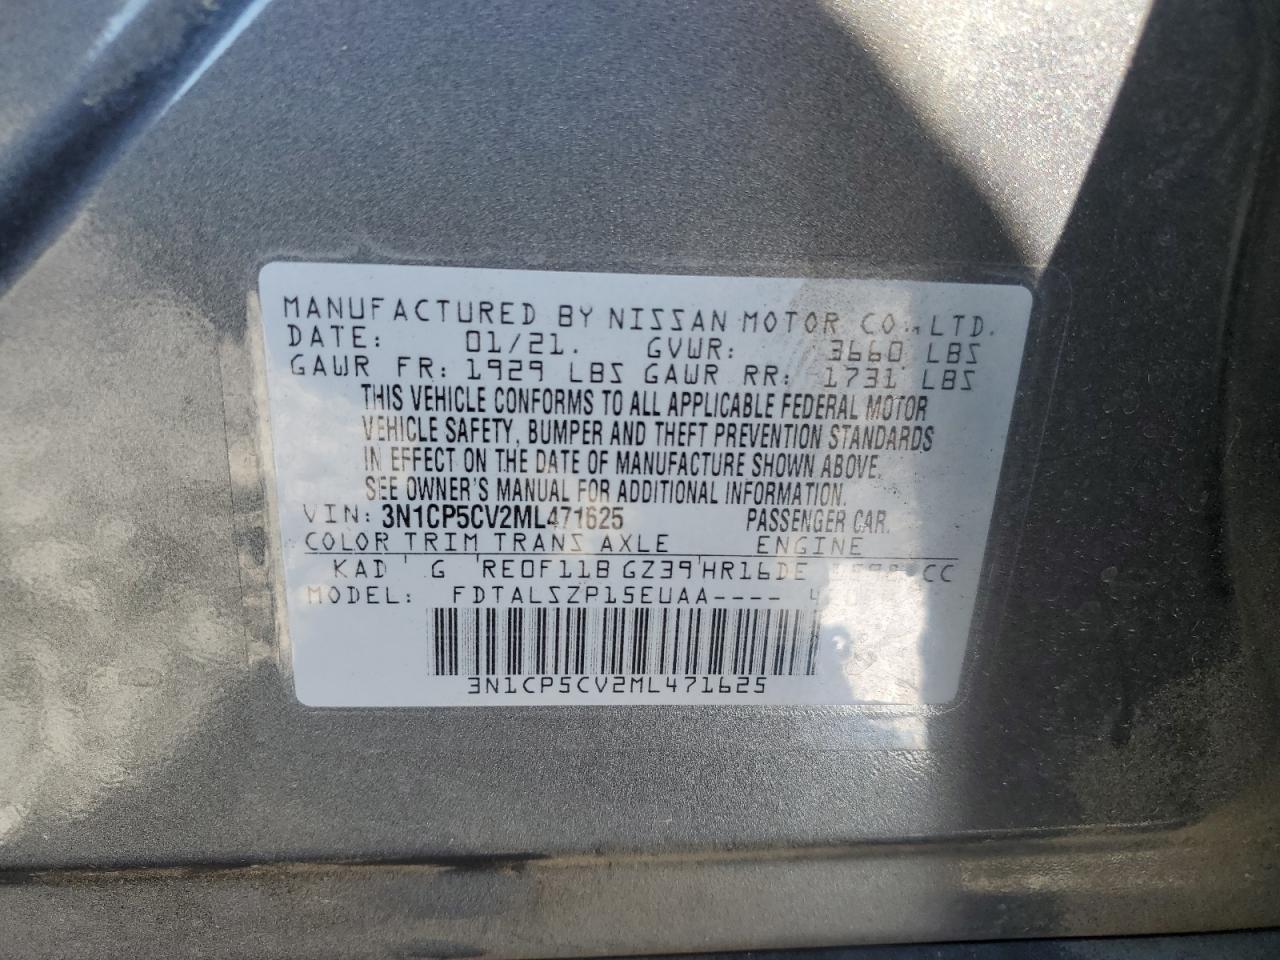 MANUFACTURED BY NISSAN MOTOR CO., LTD.
DATE: 01/21. GVWR: 3660 LBS
GAWR FR: 1929 LBS GAWR RR: 1731 LBS
THIS VEHICLE CONFORMS TO ALL APPLICABLE FEDERAL MOTOR
VEHICLE SAFETY, BUMPER AND THEFT PREVENTION STANDARDS
IN EFFECT ON THE DATE OF MANUFACTURE SHOWN ABOVE.
SEE OWNER'S MANUAL FOR ADDITIONAL INFORMATION.
VIN: 3N1CP5CV2ML471625 PASSENGER CAR.
COLOR TRIM TRANS AXLE ENGINE
KAD G RE0F11B GZ39 HR16DE CC
MODEL: FDTALSZP15EUAA----
3N1CP5CV2ML471625